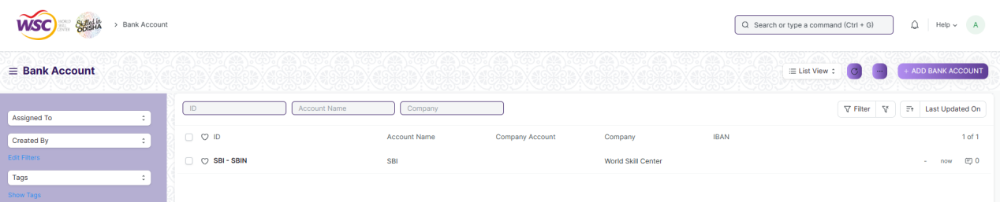 WSC WORLD SKILL CENTER Skilled in ODISHA > Bank Account Search or type a command (Ctrl + G) Help A
Bank Account List View + ADD BANK ACCOUNT
ID Account Name Company Filter Last Updated On
Assigned To
Created By
Edit Filters
Tags
Show Tags
ID Account Name Company Account Company IBAN 1 of 1
SBI - SBIN SBI World Skill Center - now 0